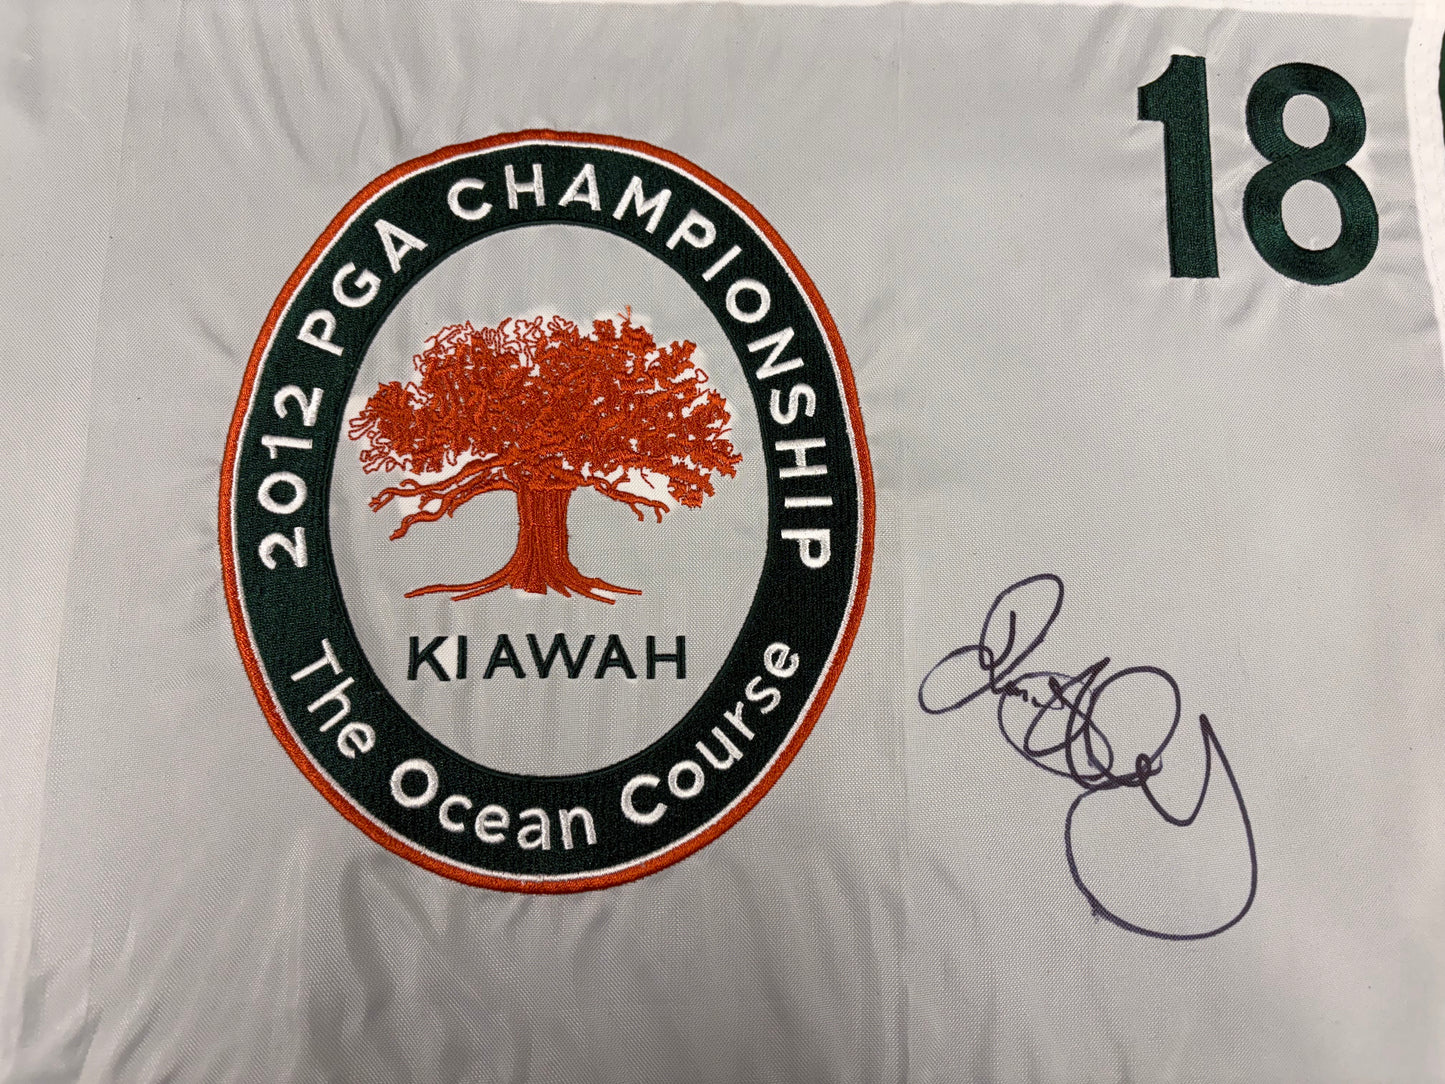 2012 PGA CHAMPIONSHIP
18
KIAWAH
The Ocean Course